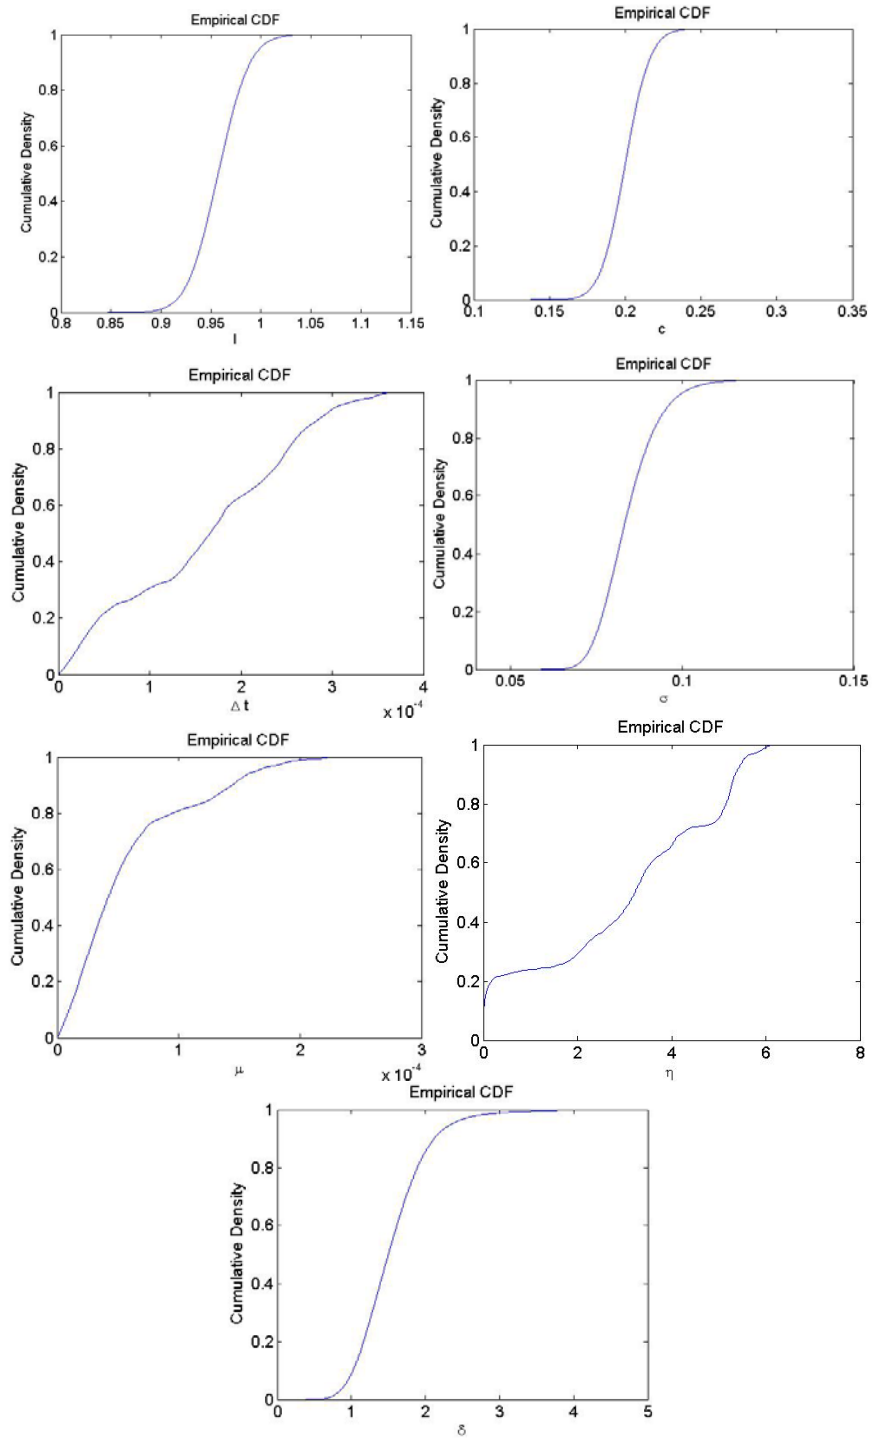 Empirical CDF
Cumulative Density
1
0.8
0.6
0.4
0.2
0
0.8 0.85 0.9 0.95 1 1.05 1.1 1.15
l
Empirical CDF
Cumulative Density
1
0.8
0.6
0.4
0.2
0
0.1 0.15 0.2 0.25 0.3 0.35
c
Empirical CDF
Cumulative Density
1
0.8
0.6
0.4
0.2
0
0 1 2 3 4
Δ t
x 10-4
Empirical CDF
Cumulative Density
1
0.8
0.6
0.4
0.2
0
0.05 0.1 0.15
σ
Empirical CDF
Cumulative Density
1
0.8
0.6
0.4
0.2
0
0 1 2 3
μ
x 10-4
Empirical CDF
Cumulative Density
1
0.8
0.6
0.4
0.2
0
0 2 4 6 8
η
Empirical CDF
Cumulative Density
1
0.8
0.6
0.4
0.2
0
0 1 2 3 4 5
δ